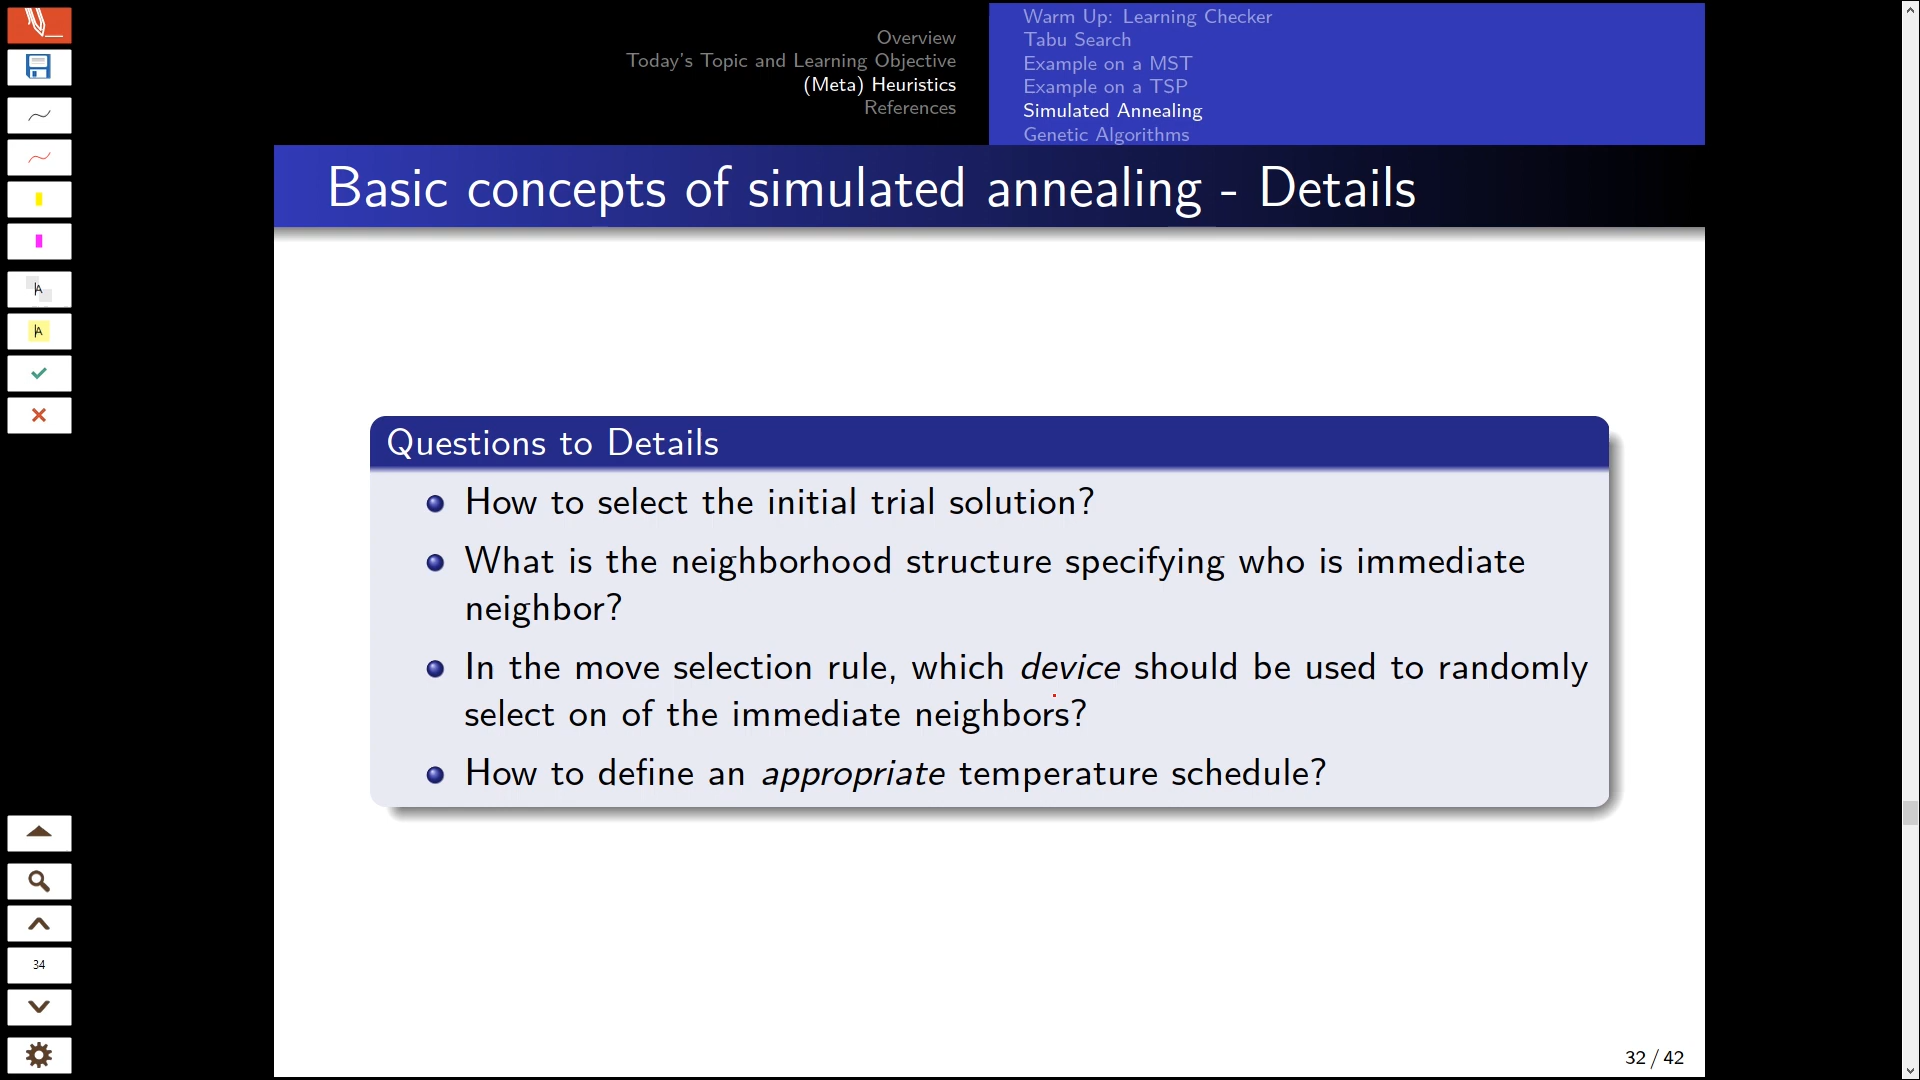 Overview
Today's Topic and Learning Objective
(Meta) Heuristics
References
Warm Up: Learning Checker
Tabu Search
Example on a MST
Example on a TSP
Simulated Annealing
Genetic Algorithms
Basic concepts of simulated annealing - Details
Questions to Details
How to select the initial trial solution?
What is the neighborhood structure specifying who is immediate
neighbor?
In the move selection rule, which device should be used to randomly
select on of the immediate neighbors?
How to define an appropriate temperature schedule?
32 / 42
A
A
34